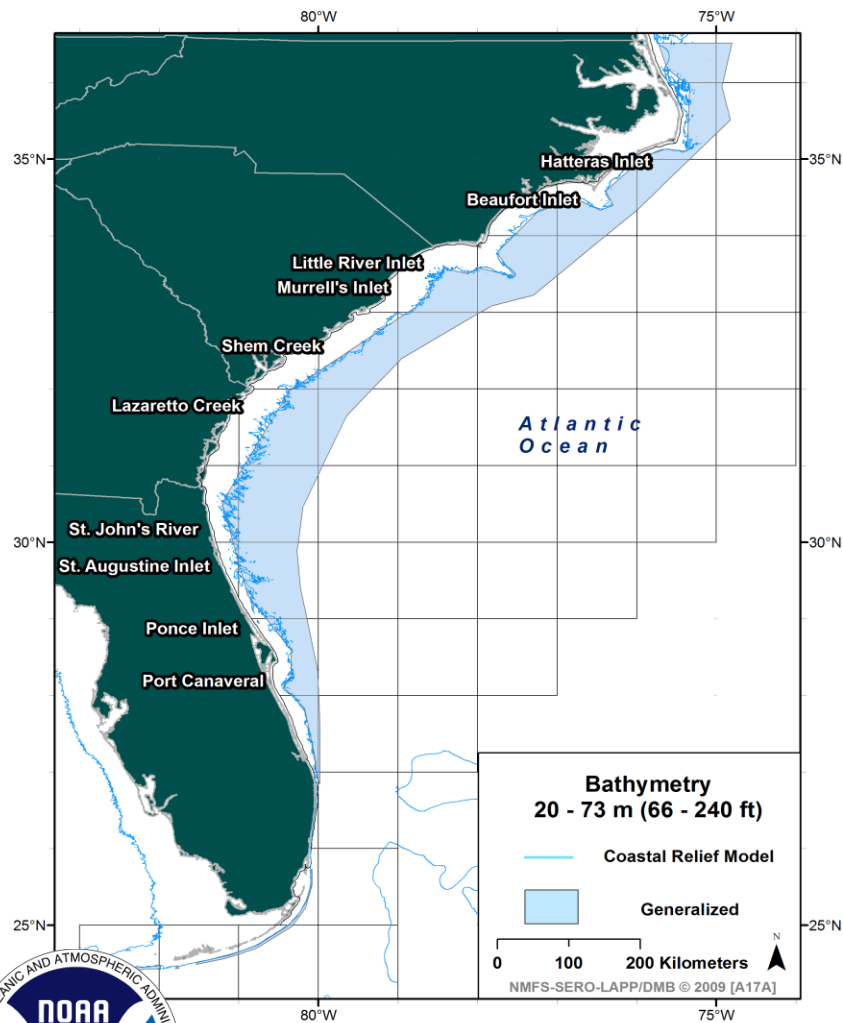 80°W
75°W
35°N
35°N
Hatteras Inlet
Beaufort Inlet
Little River Inlet
Murrell's Inlet
Shem Creek
Lazaretto Creek
Atlantic
Ocean
St. John's River
30°N
30°N
St. Augustine Inlet
Ponce Inlet
Port Canaveral
Bathymetry
20 - 73 m (66 - 240 ft)
Coastal Relief Model
Generalized
25°N
25°N
N
0 100 200 Kilometers
NMFS-SERO-LAPP/DMB © 2009 [A17A]
AND ATMOSPHERIC
NOAA
80°W
75°W